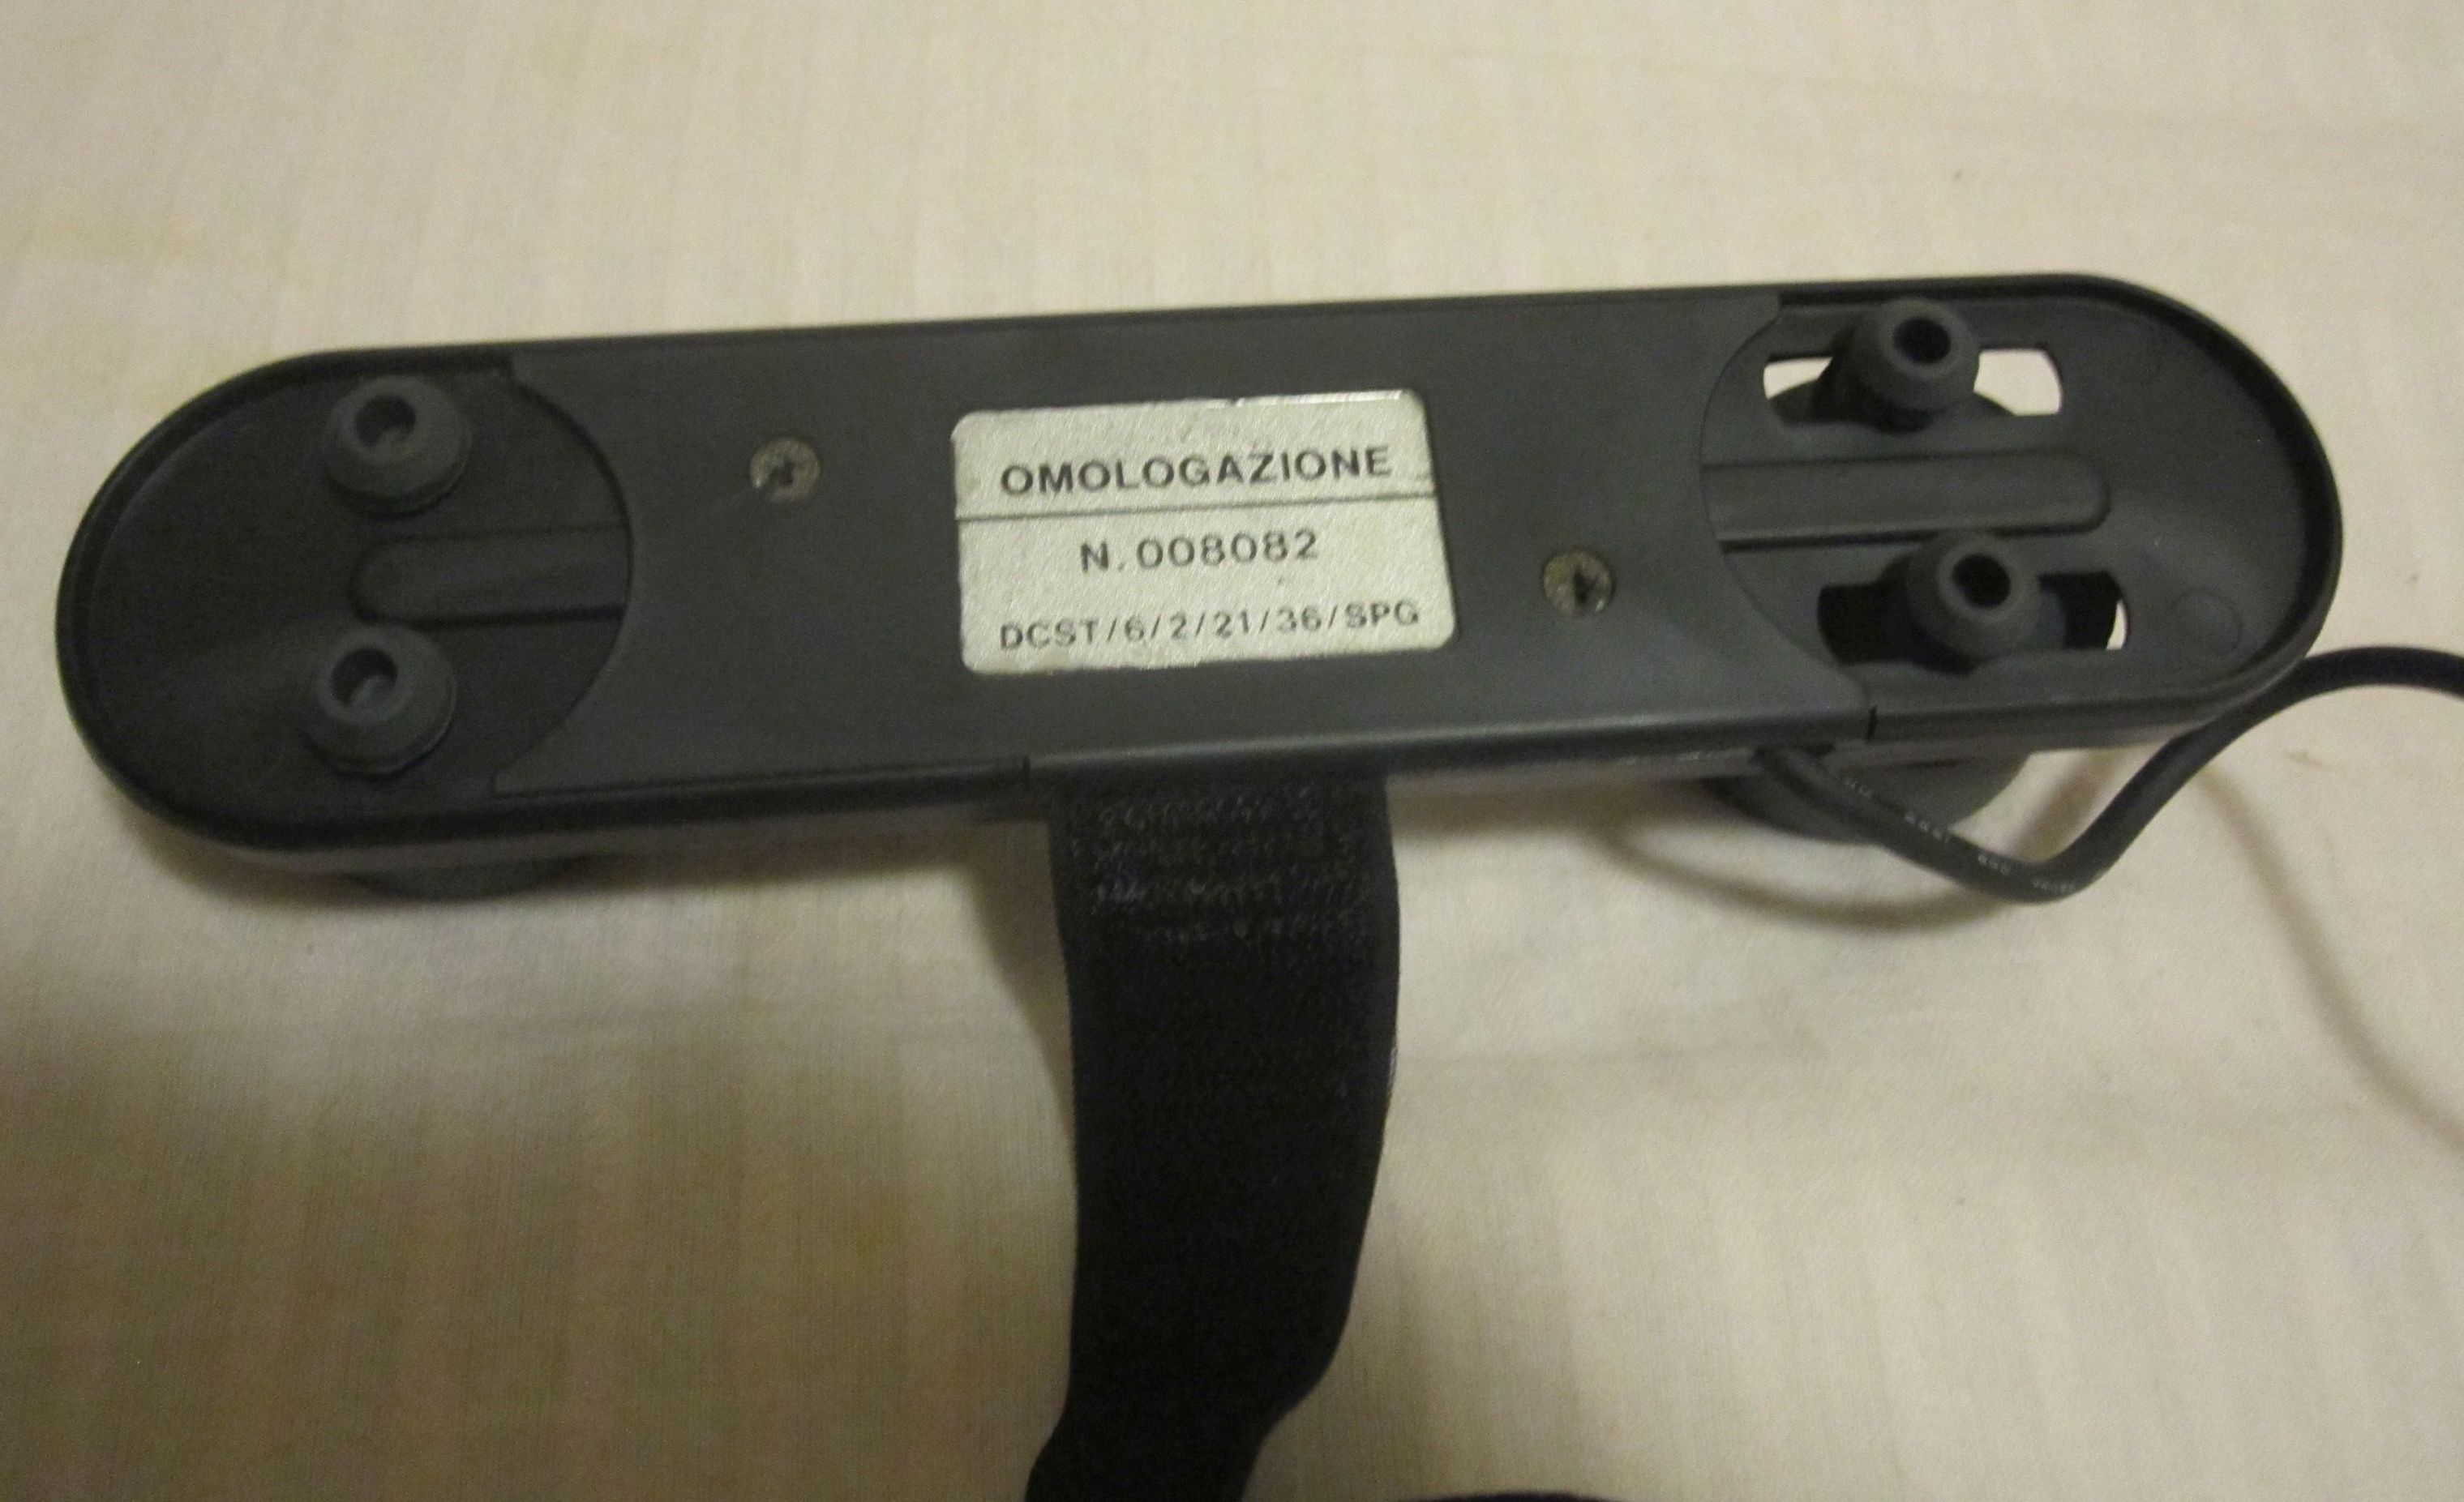 OMOLOGAZIONE
N.008082
DCST/6/2/21/36/SPG